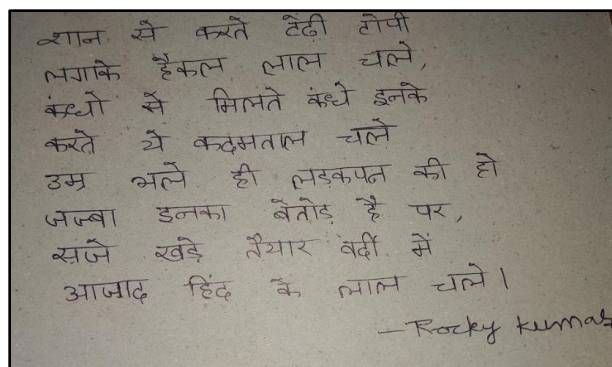 शान से करते टेढ़ी टोपी
लगाके हैकल लाल चले,
कंधो से मिलते कंधे इनके
करते ये कदमताल चले
उम्र भले ही लड़कपन की हो
जज्बा इनका बेतोड़ है पर,
सजे खड़े तैयार वर्दी में
आजाद हिंद के लाल चले।
-Rocky Kumar